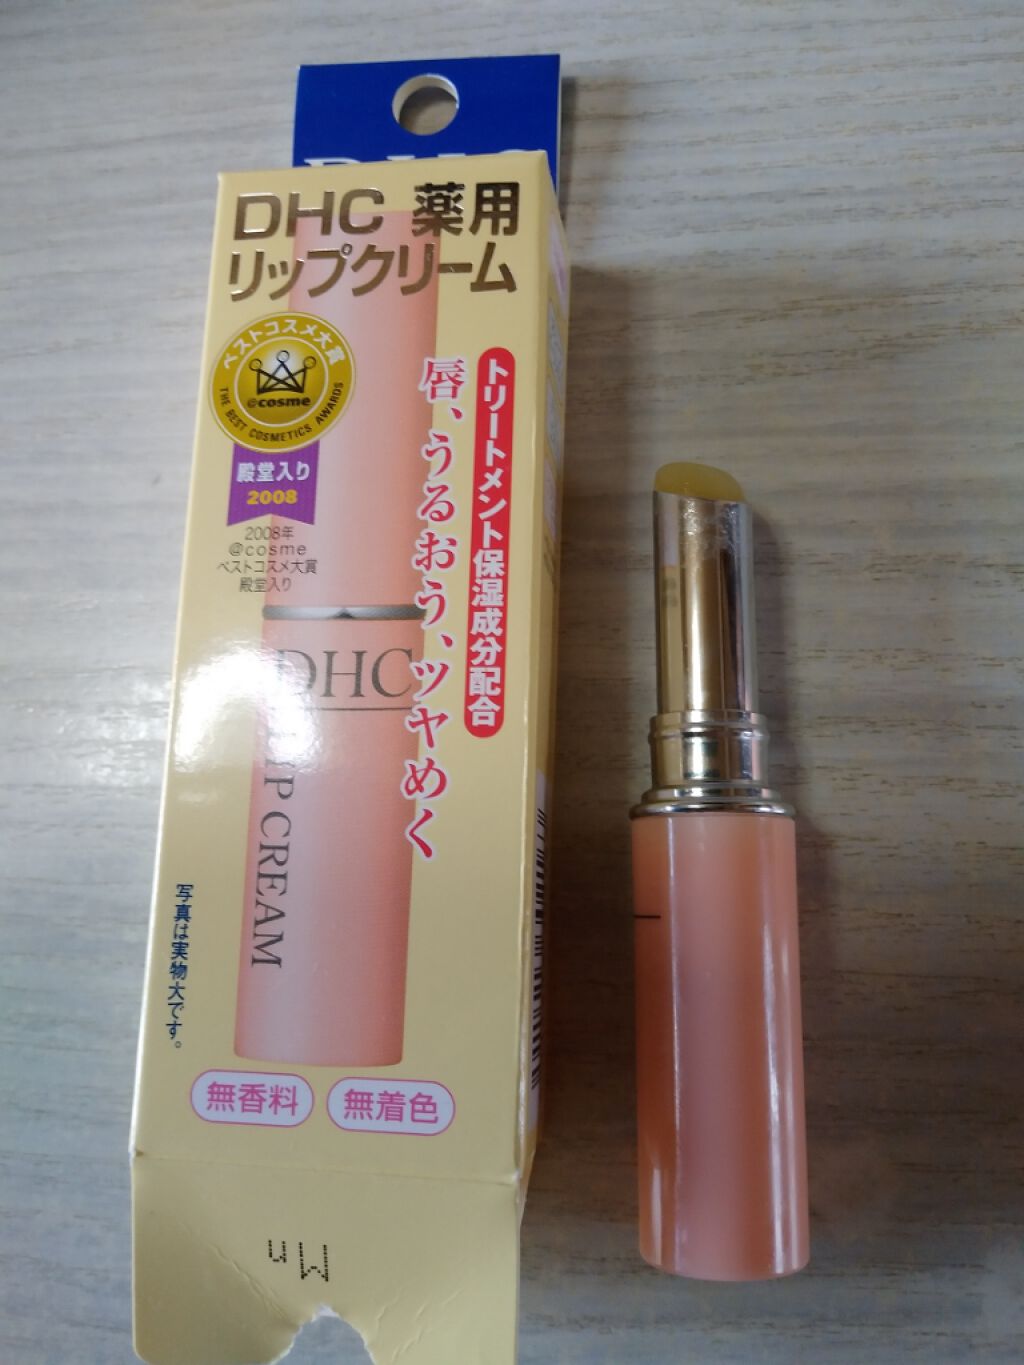 DHC
DHC 薬用
リップクリーム
ベストコスメ大賞
@cosme
THE BEST COSMETICS AWARDS
殿堂入り
2008
2008年
@cosme
ベストコスメ大賞
殿堂入り
トリートメント保湿成分配合
唇、うるおう、ツヤめく
DHC
LIP CREAM
写真は実物大です。
無香料
無着色